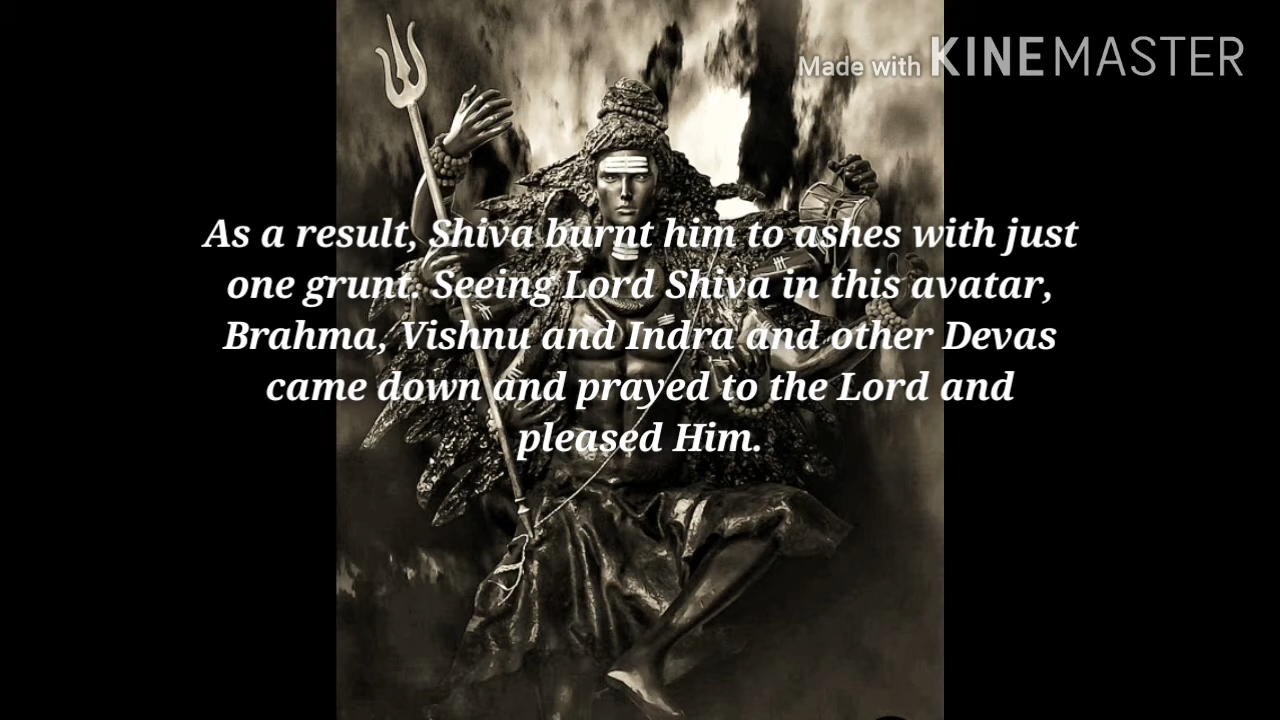 Made with KINEMASTER
As a result, Shiva burnt him to ashes with just
one grunt. Seeing Lord Shiva in this avatar,
Brahma, Vishnu and Indra and other Devas
came down and prayed to the Lord and
pleased Him.